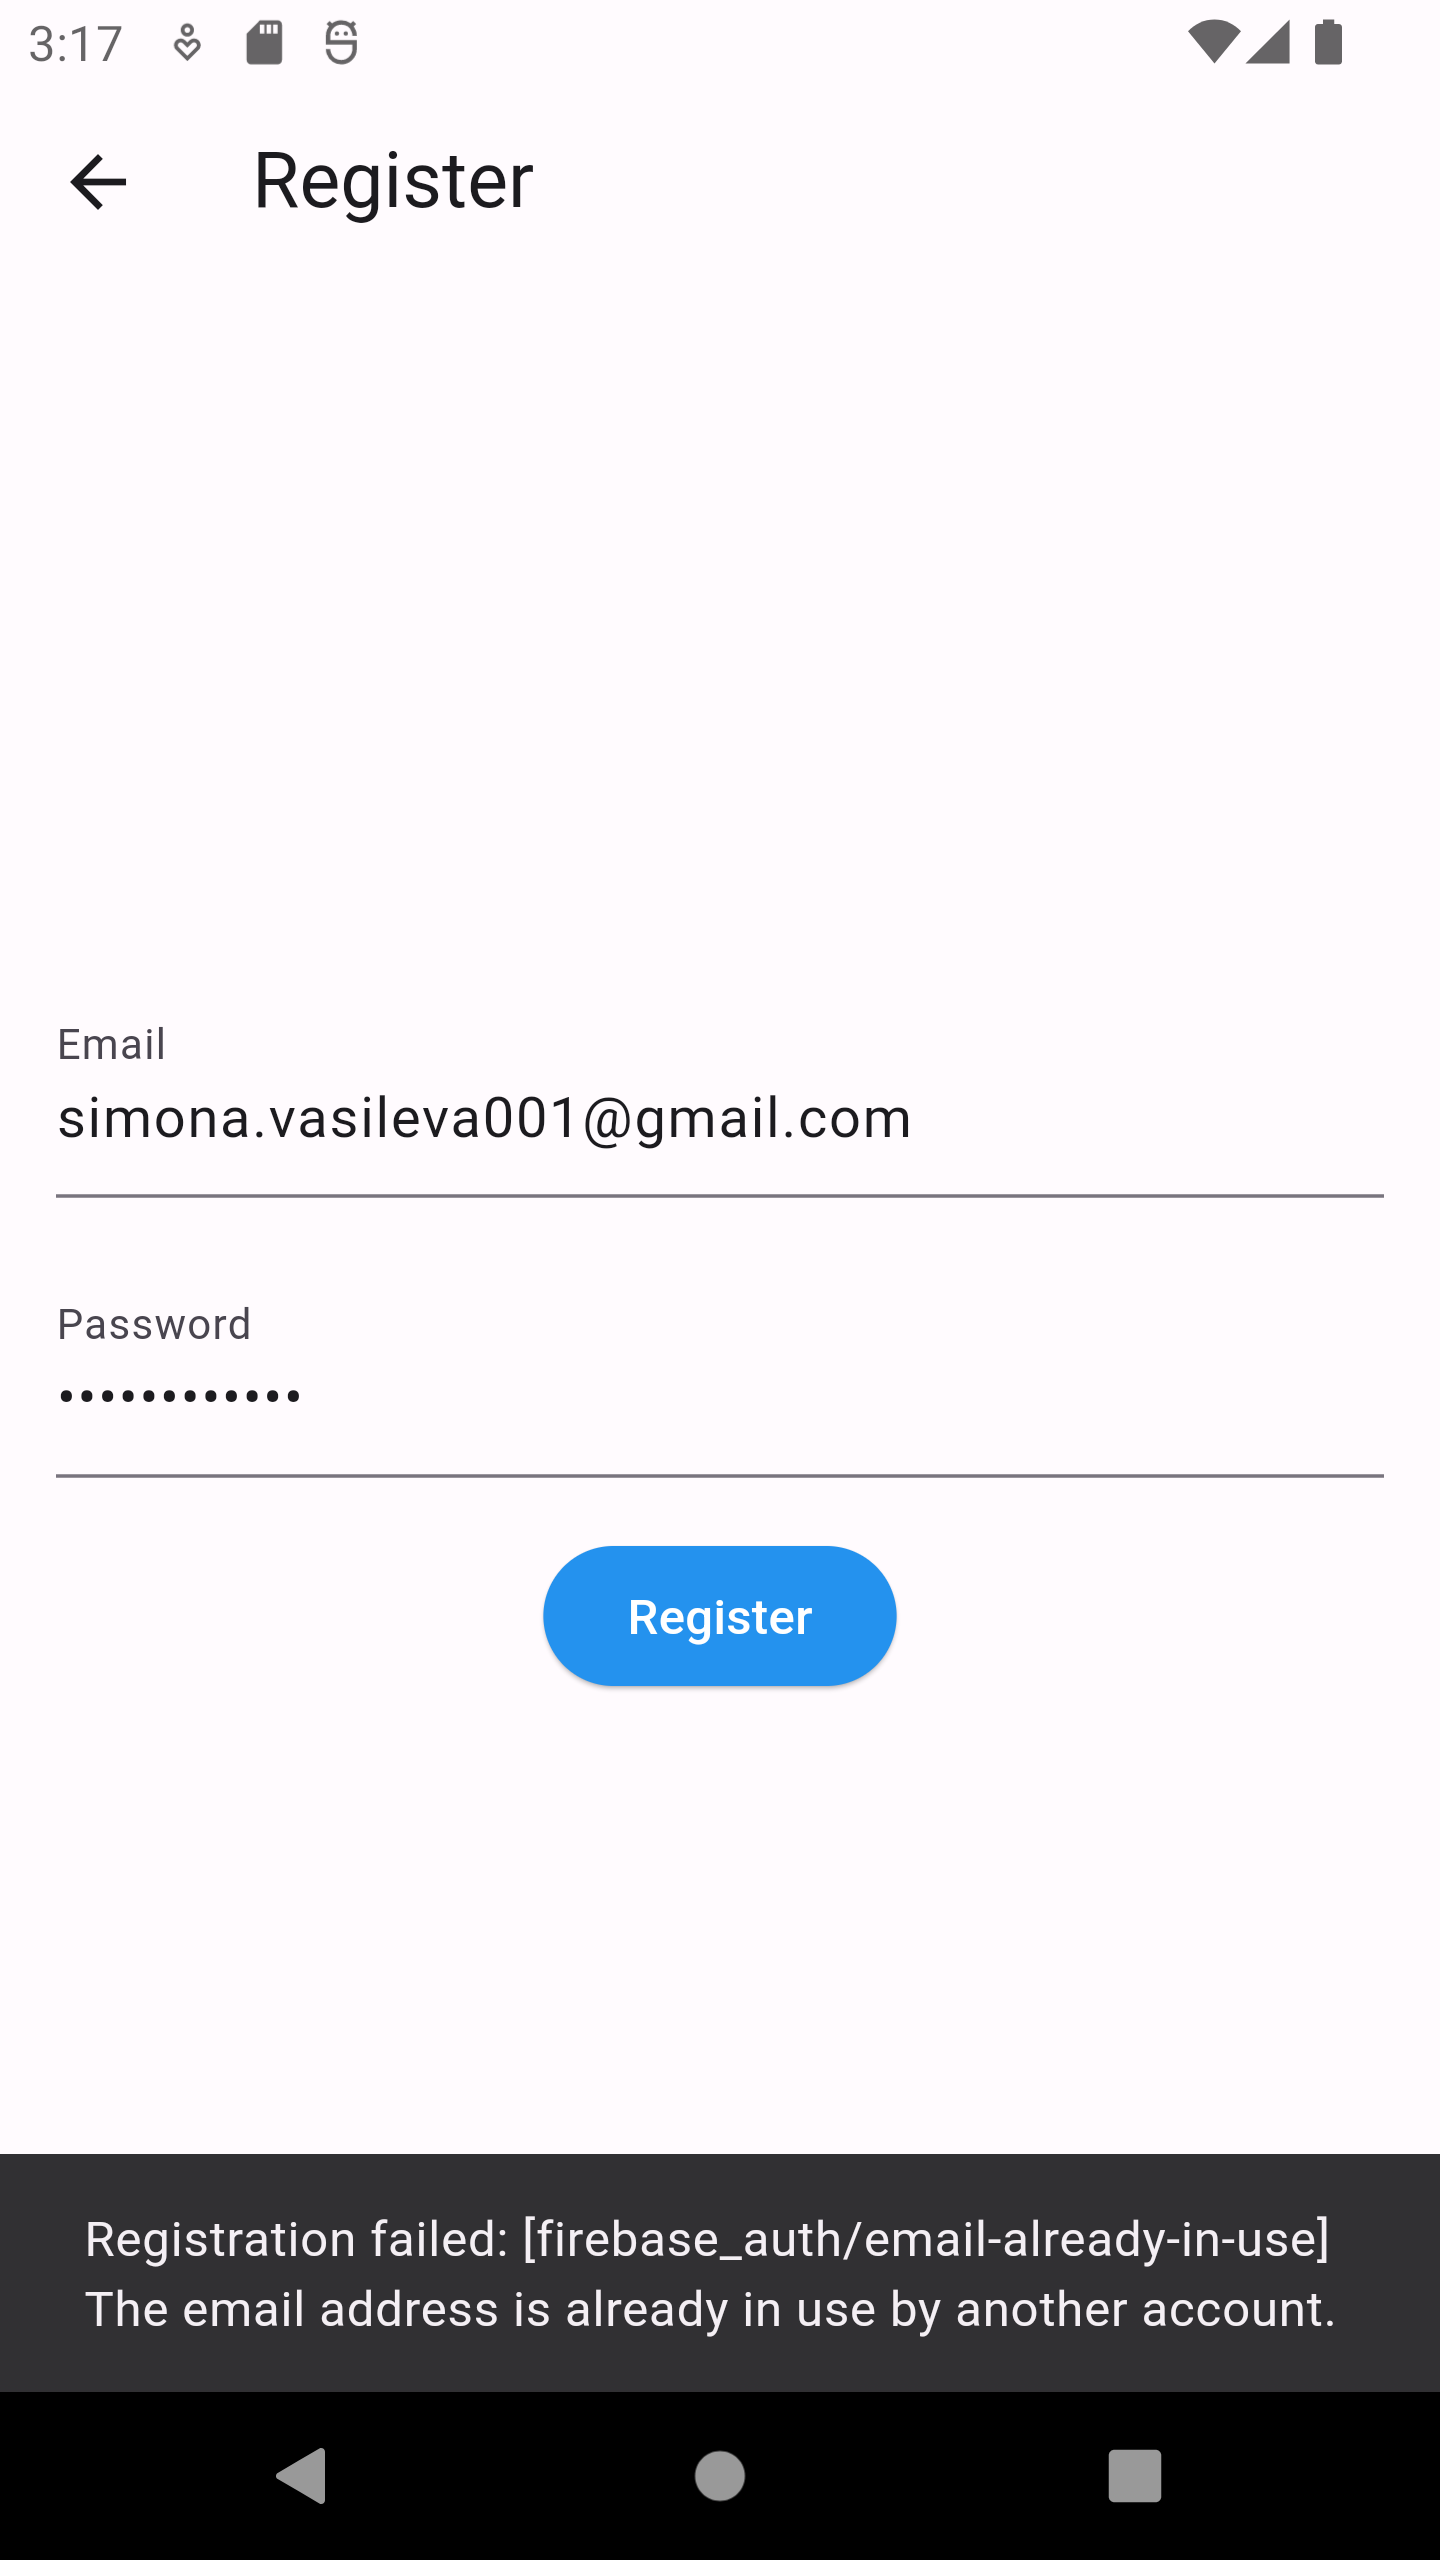 3:17
Register
Email
simona.vasileva001@gmail.com
Password
••••••••••••
Register
Registration failed: [firebase_auth/email-already-in-use]
The email address is already in use by another account.